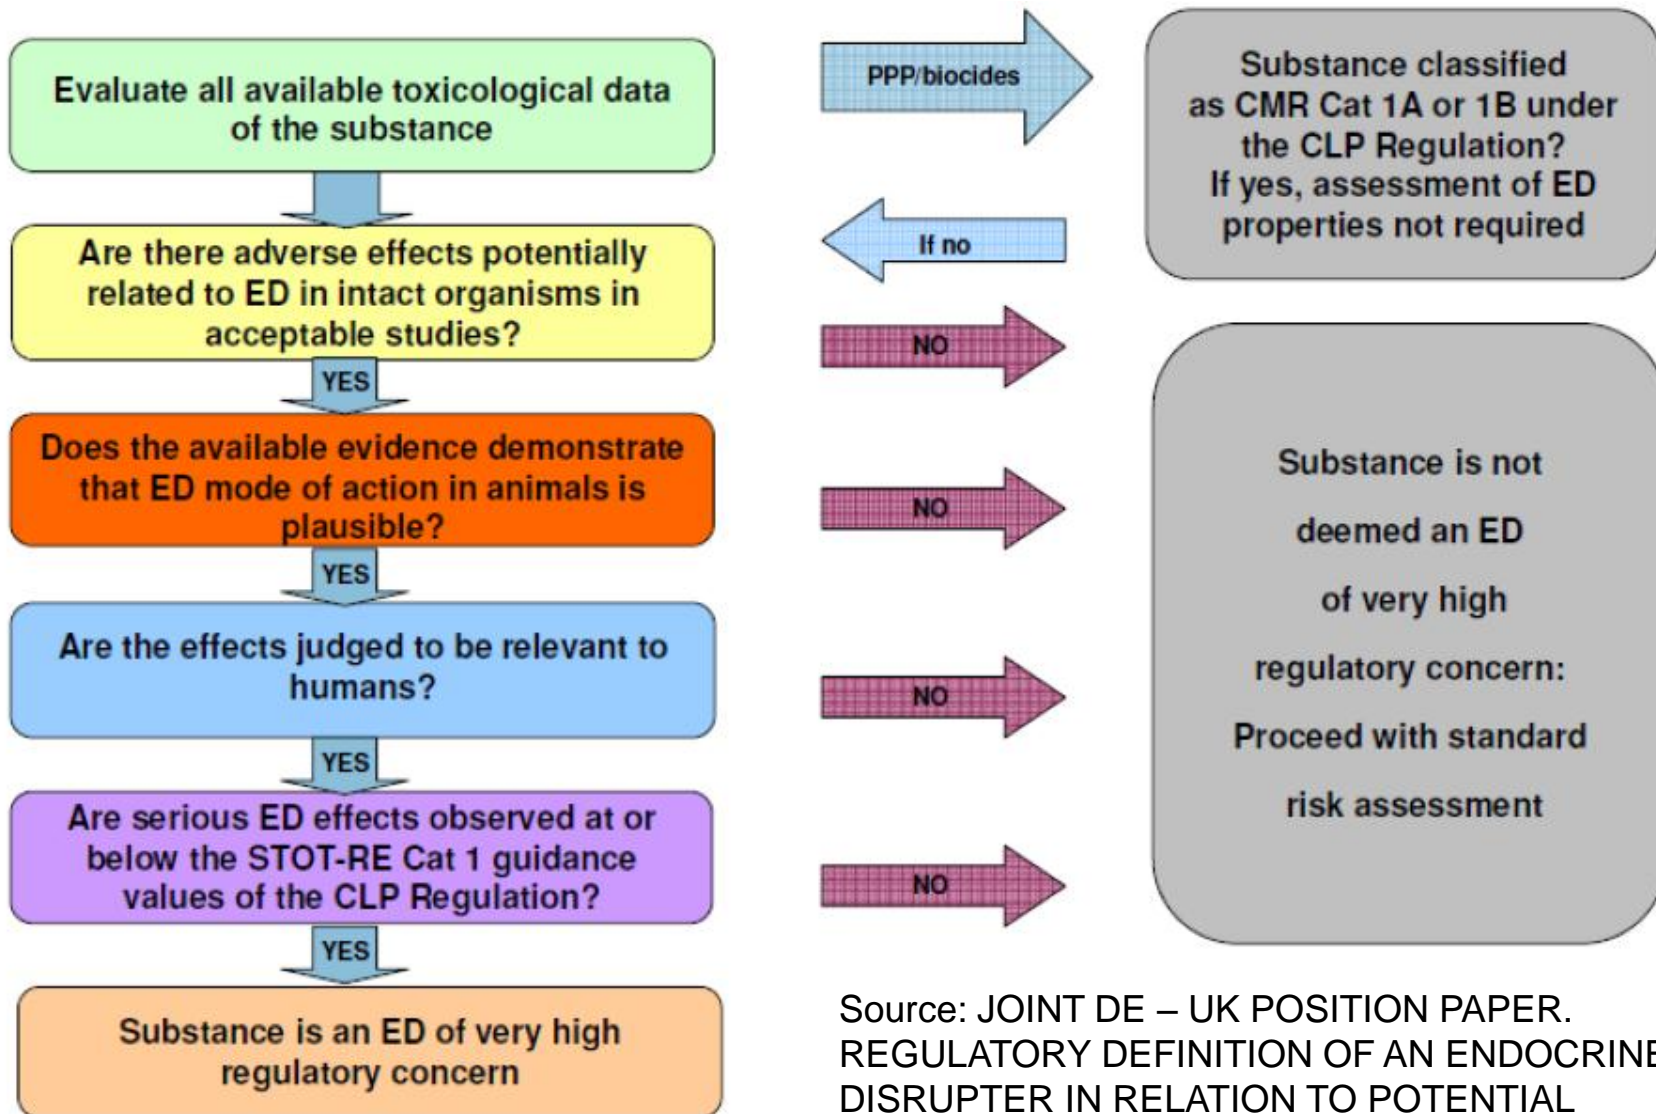 Evaluate all available toxicological data
of the substance
PPP/biocides
Substance classified
as CMR Cat 1A or 1B under
the CLP Regulation?
If yes, assessment of ED
properties not required
If no
Are there adverse effects potentially
related to ED in intact organisms in
acceptable studies?
NO
YES
Does the available evidence demonstrate
that ED mode of action in animals is
plausible?
NO
YES
Are the effects judged to be relevant to
humans?
NO
YES
Are serious ED effects observed at or
below the STOT-RE Cat 1 guidance
values of the CLP Regulation?
NO
YES
Substance is an ED of very high
regulatory concern
Substance is not
deemed an ED
of very high
regulatory concern:
Proceed with standard
risk assessment
Source: JOINT DE – UK POSITION PAPER.
REGULATORY DEFINITION OF AN ENDOCRINE
DISRUPTER IN RELATION TO POTENTIAL